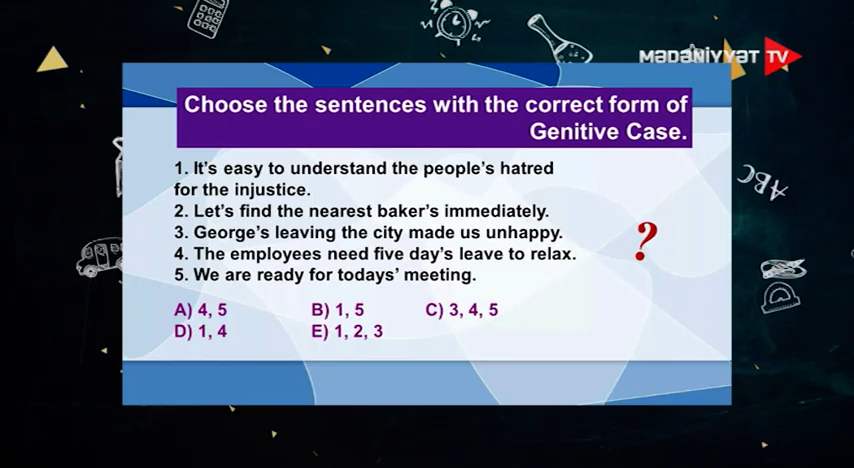 MƏDƏNİYYƏT TV
Choose the sentences with the correct form of
Genitive Case.
1. It's easy to understand the people's hatred
for the injustice.
2. Let's find the nearest baker's immediately.
3. George's leaving the city made us unhappy.
4. The employees need five day's leave to relax.
5. We are ready for todays' meeting.
?
A) 4, 5 B) 1, 5 C) 3, 4, 5
D) 1, 4 E) 1, 2, 3
ABC